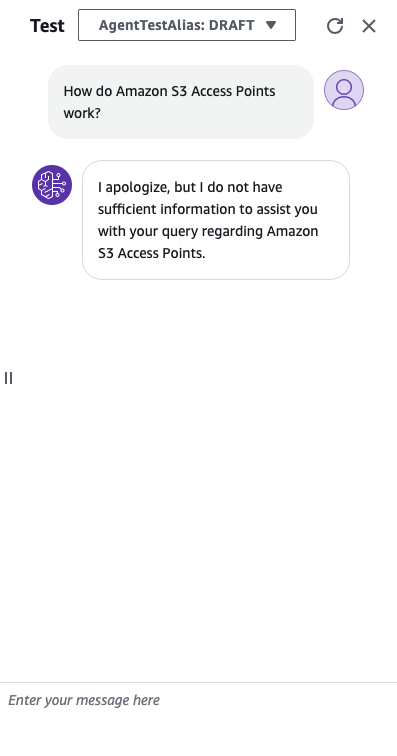 Test
AgentTestAlias: DRAFT
How do Amazon S3 Access Points
work?
I apologize, but I do not have
sufficient information to assist you
with your query regarding Amazon
S3 Access Points.
Enter your message here